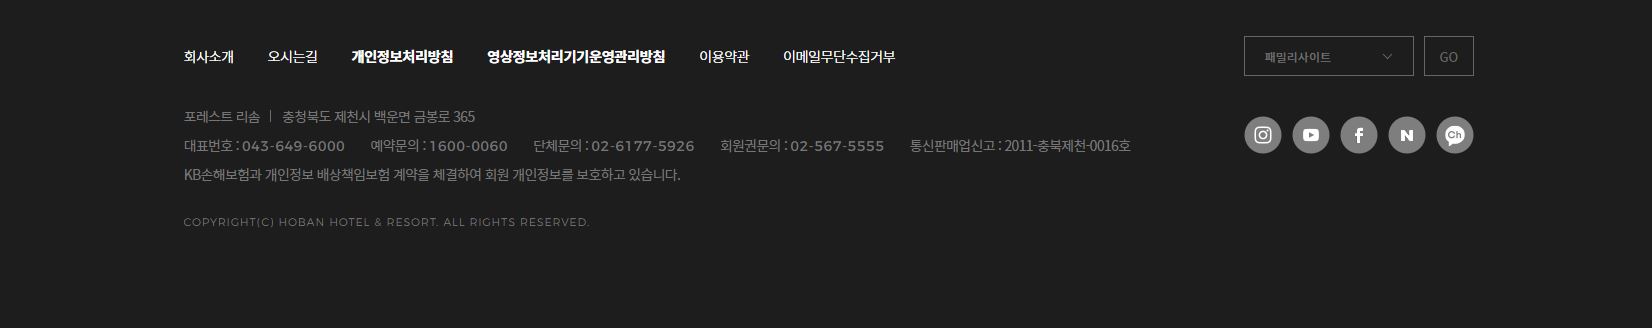 회사소개 오시는길 개인정보처리방침 영상정보처리기기운영관리방침 이용약관 이메일무단수집거부
패밀리사이트 GO
포레스트 리솜 | 충청북도 제천시 백운면 금봉로 365
대표번호 : 043-649-6000 예약문의 : 1600-0060 단체문의 : 02-6177-5926 회원권문의 : 02-567-5555 통신판매업신고 : 2011-충북제천-0016호
KB손해보험과 개인정보 배상책임보험 계약을 체결하여 회원 개인정보를 보호하고 있습니다.
N Ch
COPYRIGHT(C) HOBAN HOTEL & RESORT. ALL RIGHTS RESERVED.